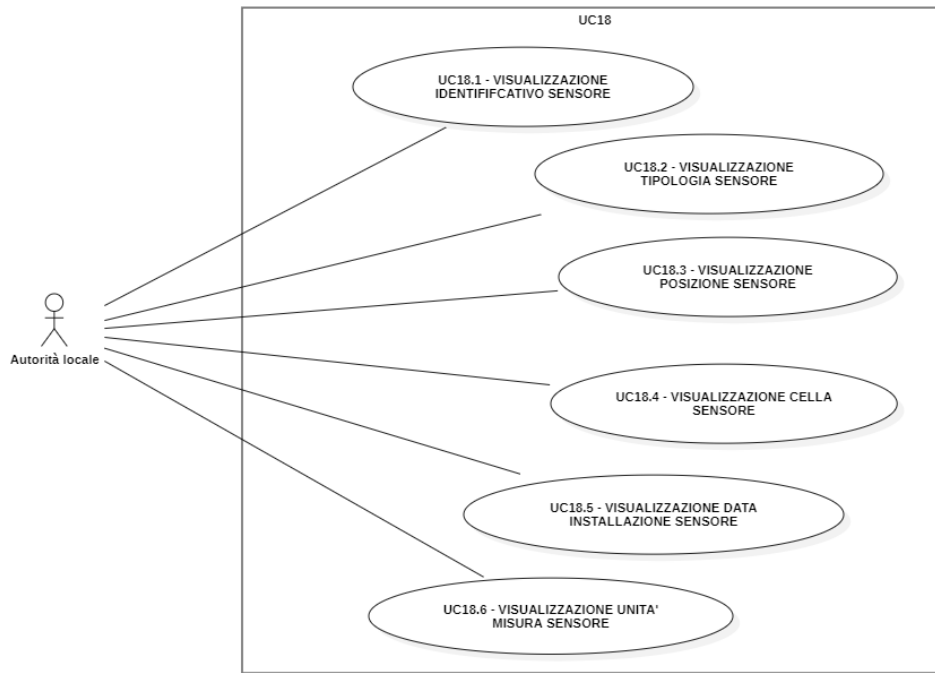 UC18
UC18.1 - VISUALIZZAZIONE
IDENTIFIFCATIVO SENSORE
UC18.2 - VISUALIZZAZIONE
TIPOLOGIA SENSORE
UC18.3 - VISUALIZZAZIONE
POSIZIONE SENSORE
Autorità locale
UC18.4 - VISUALIZZAZIONE CELLA
SENSORE
UC18.5 - VISUALIZZAZIONE DATA
INSTALLAZIONE SENSORE
UC18.6 - VISUALIZZAZIONE UNITA'
MISURA SENSORE